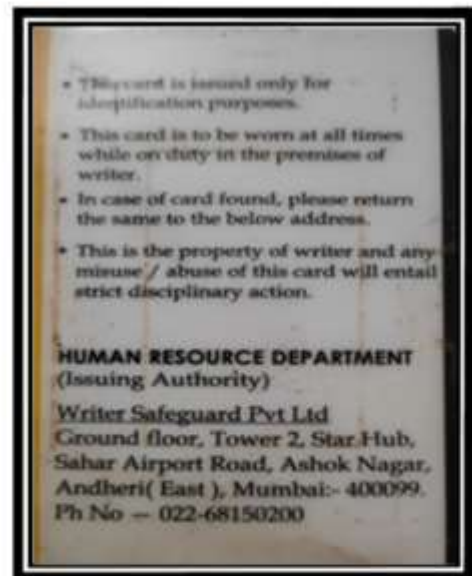 • This card is issued only for
identification purposes.
• This card is to be worn at all times
while on duty in the premises of
writer.
• In case of card found, please return
the same to the below address.
• This is the property of writer and any
misuse / abuse of this card will entail
strict disciplinary action.
HUMAN RESOURCE DEPARTMENT
(Issuing Authority)
Writer Safeguard Pvt Ltd
Ground floor, Tower 2, Star Hub,
Sahar Airport Road, Ashok Nagar,
Andheri( East ), Mumbai:- 400099.
Ph No – 022-68150200